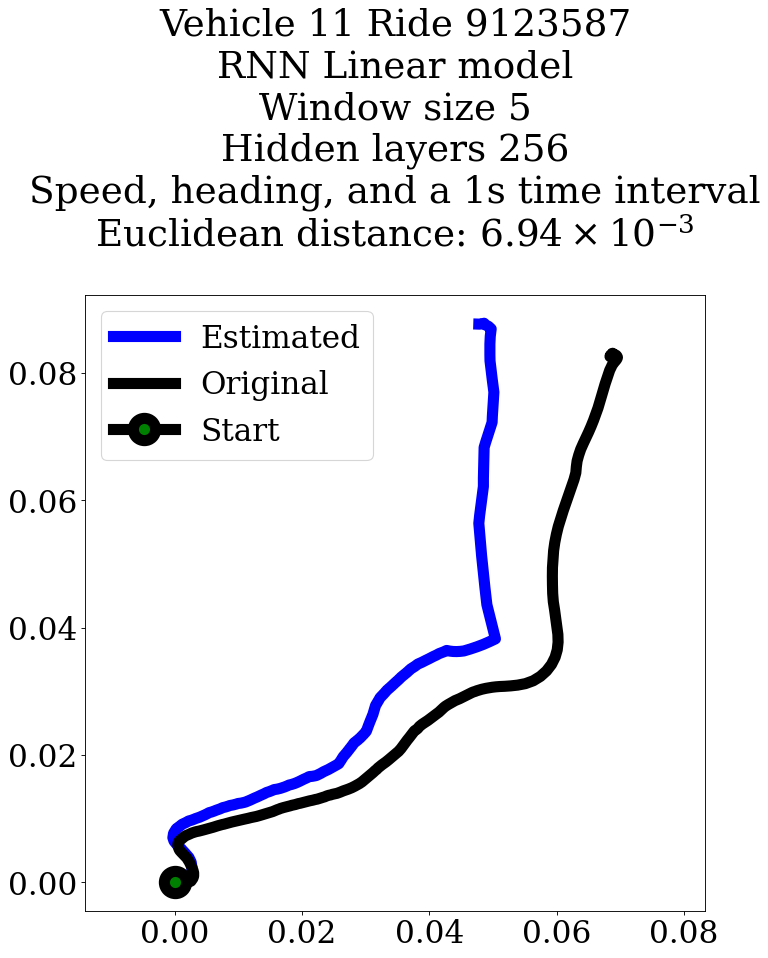 Vehicle 11 Ride 9123587
RNN Linear model
Window size 5
Hidden layers 256
Speed, heading, and a 1s time interval
Euclidean distance: 6.94 × 10⁻³
Estimated
Original
Start
0.08
0.06
0.04
0.02
0.00
0.00 0.02 0.04 0.06 0.08